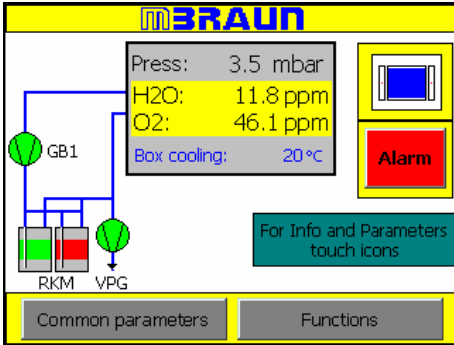 MBRAUN
Press: 3.5 mbar
H2O: 11.8 ppm
O2: 46.1 ppm
Box cooling: 20°C
GB1
Alarm
For Info and Parameters
touch icons
RKM VPG
Common parameters Functions